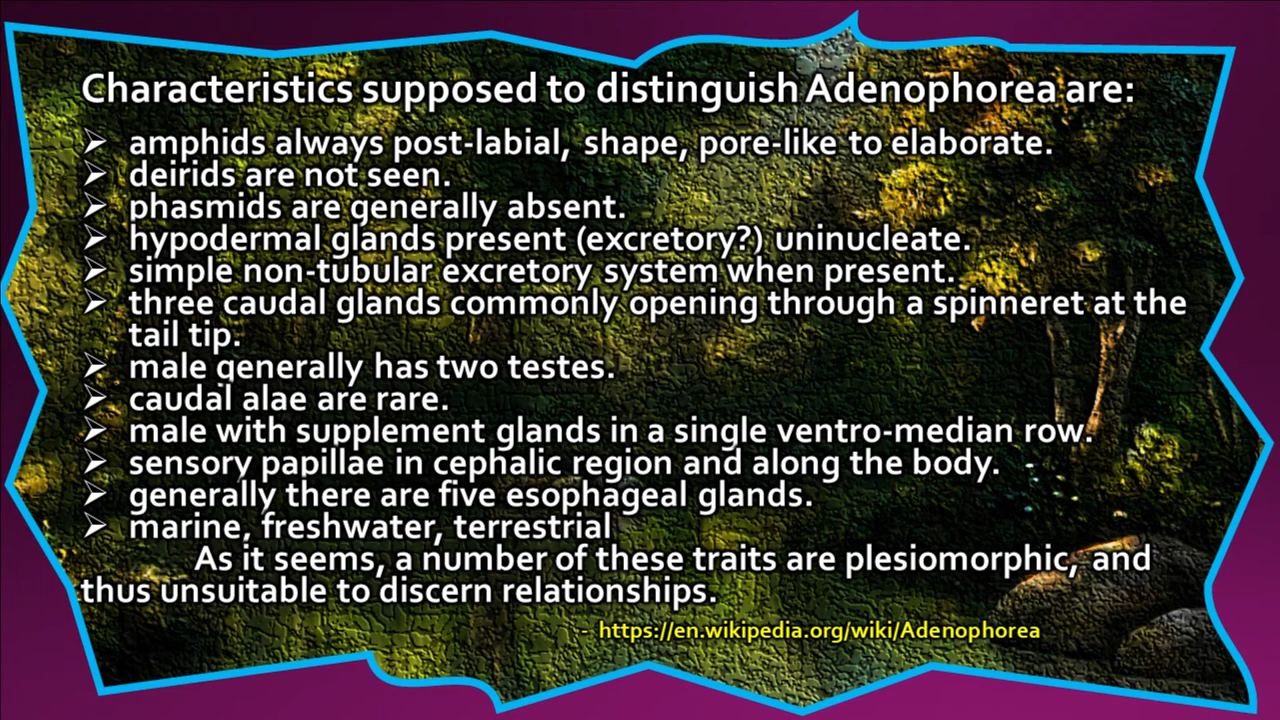 Characteristics supposed to distinguish Adenophorea are:
➢ amphids always post-labial, shape, pore-like to elaborate.
➢ deirids are not seen.
➢ phasmids are generally absent.
➢ hypodermal glands present (excretory?) uninucleate.
➢ simple non-tubular excretory system when present.
➢ three caudal glands commonly opening through a spinneret at the
tail tip.
➢ male generally has two testes.
➢ caudal alae are rare.
➢ male with supplement glands in a single ventro-median row.
➢ sensory papillae in cephalic region and along the body.
➢ generally there are five esophageal glands.
➢ marine, freshwater, terrestrial
As it seems, a number of these traits are plesiomorphic, and
thus unsuitable to discern relationships.
- https://en.wikipedia.org/wiki/Adenophorea